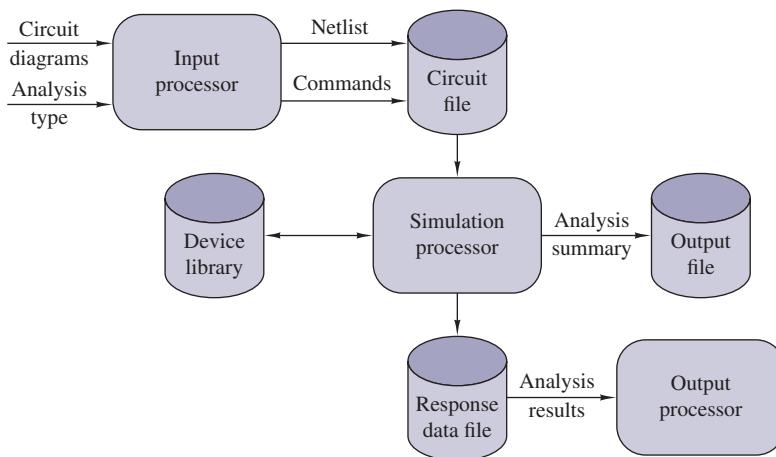 Circuit
diagrams
Analysis
type
Input
processor
Netlist
Commands
Circuit
file
Device
library
Simulation
processor
Analysis
summary
Output
file
Response
data file
Analysis
results
Output
processor